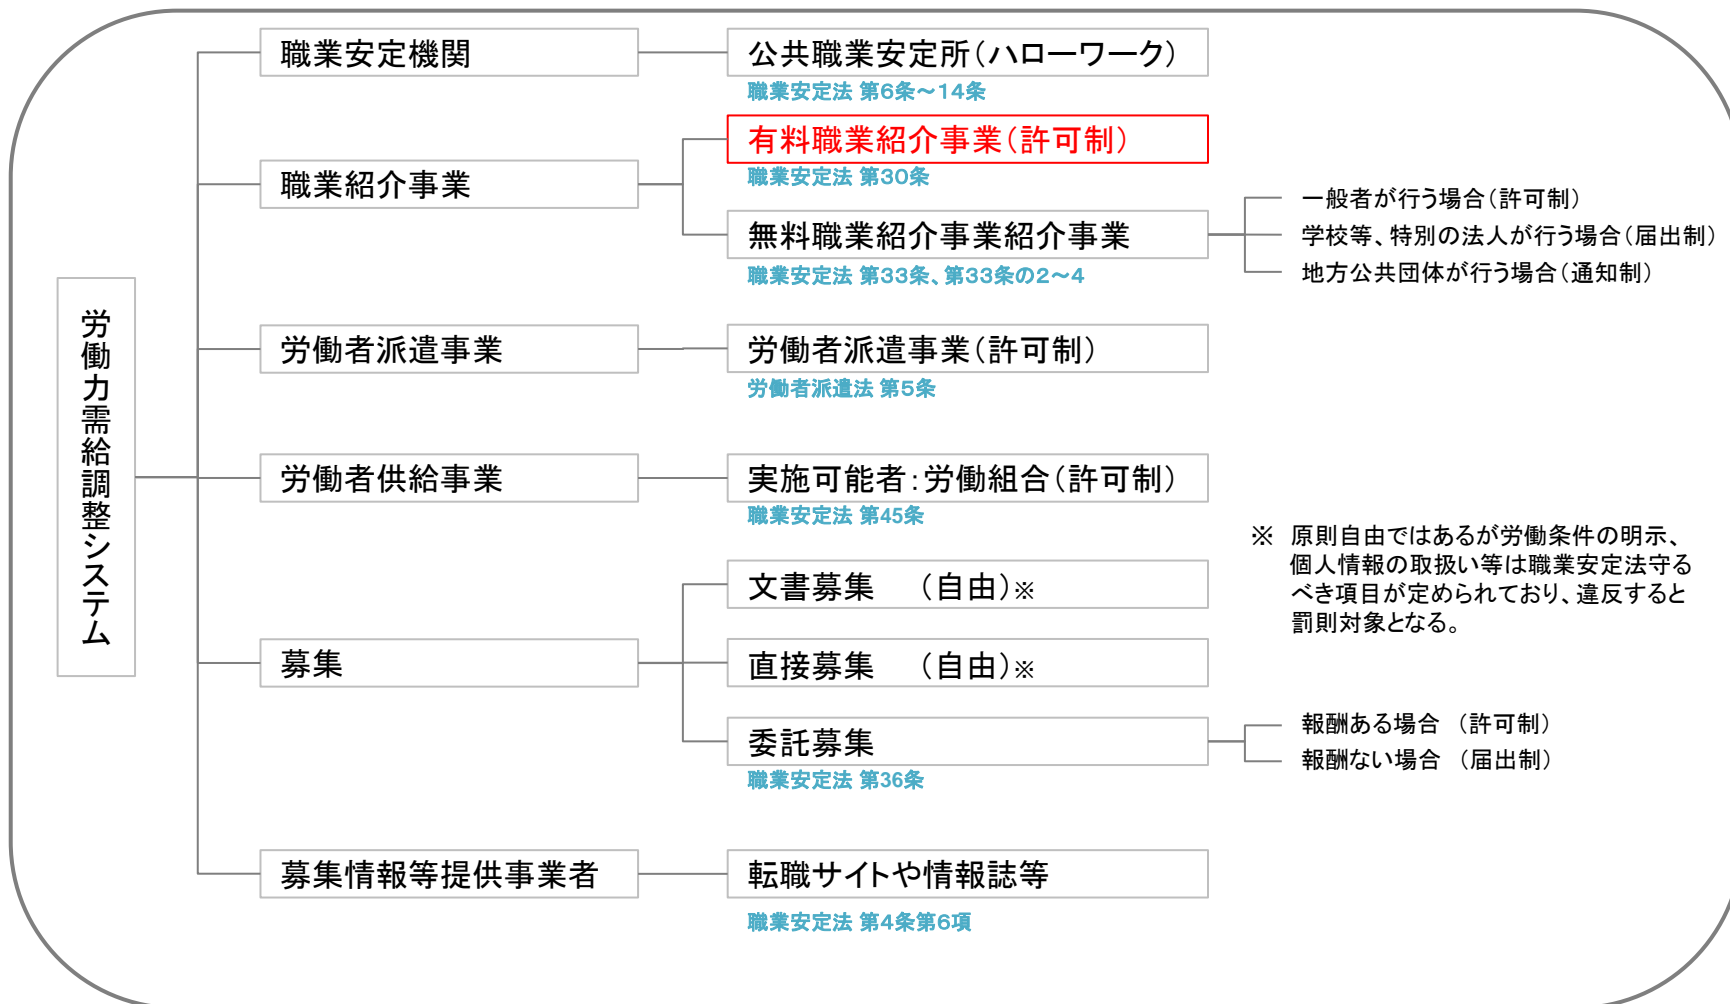 労働力需給調整システム
職業安定機関
公共職業安定所(ハローワーク)
職業安定法 第6条～14条
職業紹介事業
有料職業紹介事業(許可制)
職業安定法 第30条
無料職業紹介事業紹介事業
職業安定法 第33条、第33条の2～4
一般者が行う場合(許可制)
学校等、特別の法人が行う場合(届出制)
地方公共団体が行う場合(通知制)
労働者派遣事業
労働者派遣事業(許可制)
労働者派遣法 第5条
労働者供給事業
実施可能者:労働組合(許可制)
職業安定法 第45条
募集
文書募集 (自由)※
直接募集 (自由)※
※ 原則自由ではあるが労働条件の明示、
個人情報の取扱い等は職業安定法守る
べき項目が定められており、違反すると
罰則対象となる。
委託募集
職業安定法 第36条
報酬ある場合 (許可制)
報酬ない場合 (届出制)
募集情報等提供事業者
転職サイトや情報誌等
職業安定法 第4条第6項